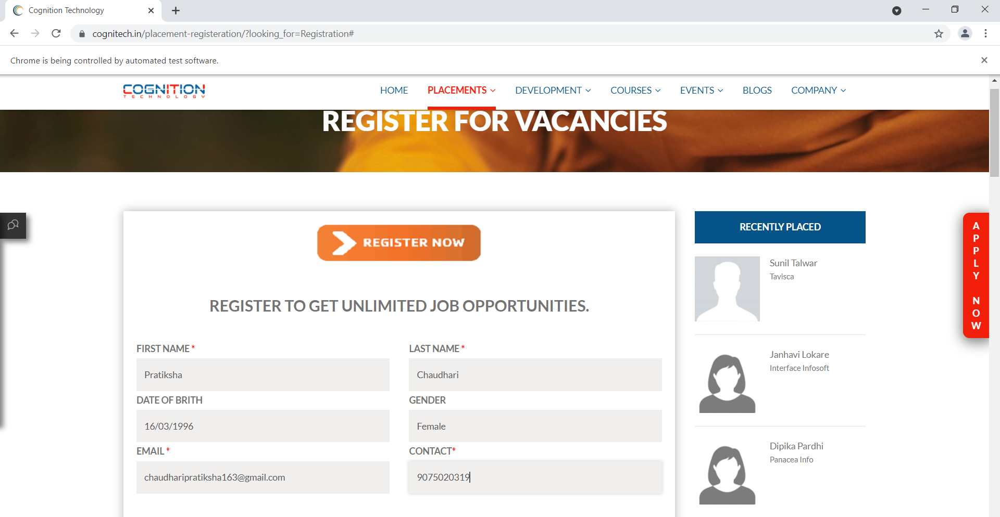 Cognition Technology
cognitech.in/placement-registeration/?looking_for=Registration#
Chrome is being controlled by automated test software.
COGNITION
TECHNOLOGY
HOME PLACEMENTS DEVELOPMENT COURSES EVENTS BLOGS COMPANY
REGISTER FOR VACANCIES
REGISTER NOW
REGISTER TO GET UNLIMITED JOB OPPORTUNITIES.
FIRST NAME * LAST NAME *
Pratiksha Chaudhari
DATE OF BRITH GENDER
16/03/1996 Female
EMAIL * CONTACT*
chaudharipratiksha163@gmail.com 9075020319
RECENTLY PLACED
Sunil Talwar
Tavisca
Janhavi Lokare
Interface Infosoft
Dipika Pardhi
Panacea Info
APPLY NOW